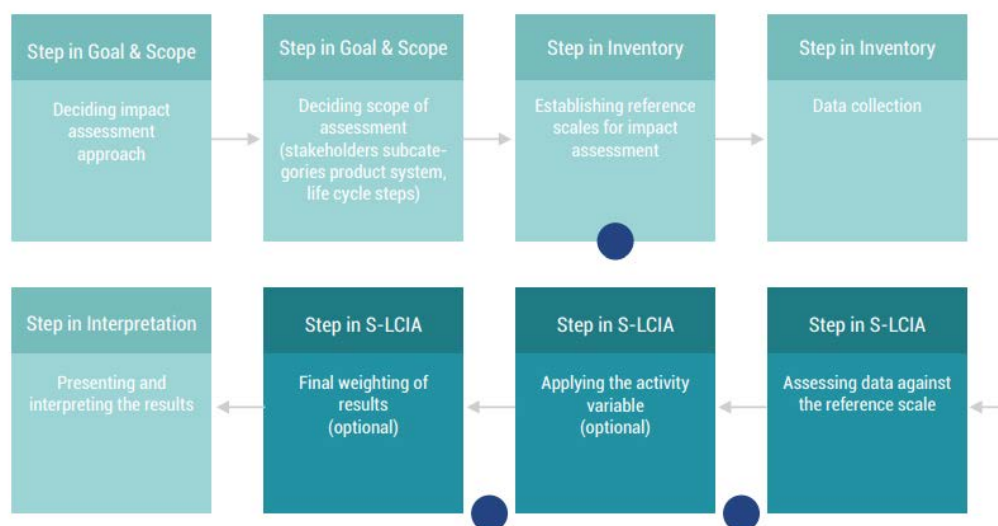 Step in Goal & Scope
Deciding impact
assessment
approach
Step in Goal & Scope
Deciding scope of
assessment
(stakeholders subcate-
gories product system,
life cycle steps)
Step in Inventory
Establishing reference
scales for impact
assessment
Step in Inventory
Data collection
Step in Interpretation
Presenting and
interpreting the results
Step in S-LCIA
Final weighting of
results
(optional)
Step in S-LCIA
Applying the activity
variable
(optional)
Step in S-LCIA
Assessing data against
the reference scale